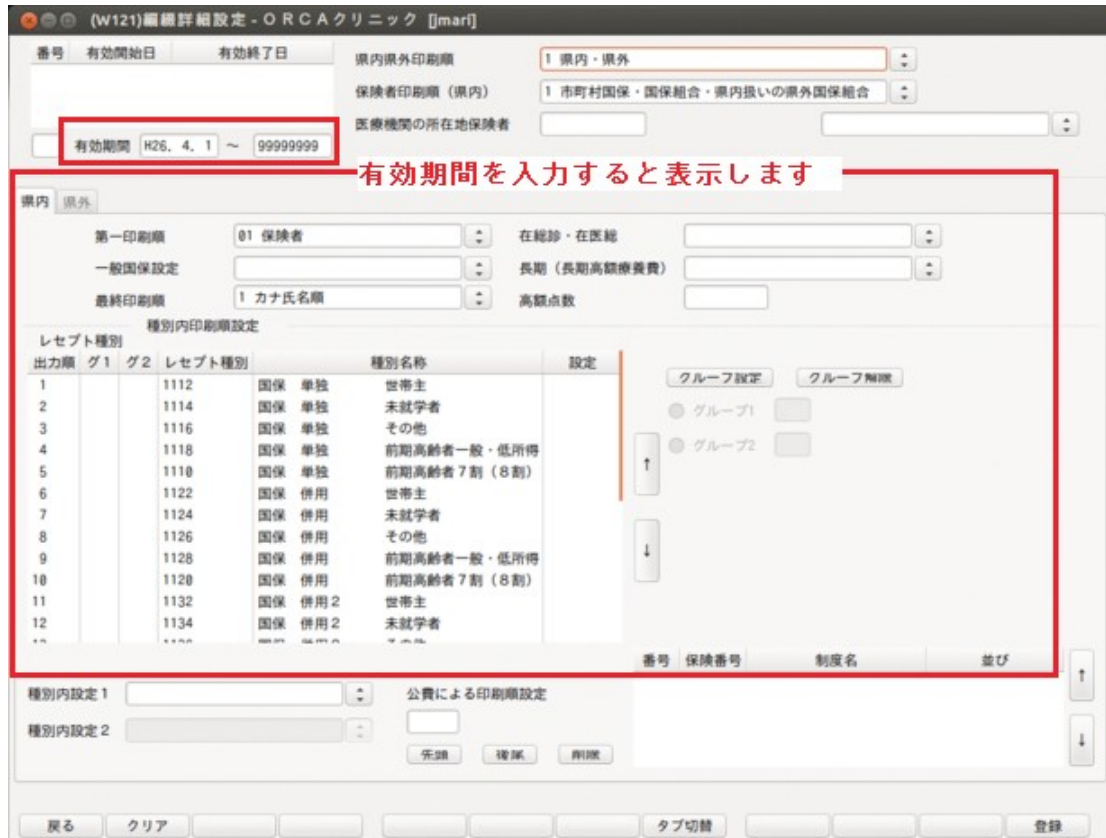 (W121)編綴詳細設定-ORCAクリニック [jmari]
番号 有効開始日 有効終了日
県内県外印刷順 1 県内・県外
保険者印刷順（県内） 1 市町村国保・国保組合・県内扱いの県外国保組合
医療機関の所在地保険者
有効期間 H26. 4. 1 ～ 99999999
有効期間を入力すると表示します
県内 県外
第一印刷順 01 保険者 在総診・在医総
一般国保設定 長期（長期高額療養費）
最終印刷順 1 カナ氏名順 高額点数
種別内印刷順設定
レセプト種別
出力順 グ1 グ2 レセプト種別 種別名称 設定
グループ設定 グループ解除
グループ1
グループ2
1 1112 国保 単独 世帯主
2 1114 国保 単独 未就学者
3 1116 国保 単独 その他
4 1118 国保 単独 前期高齢者一般・低所得
5 1110 国保 単独 前期高齢者７割（８割）
6 1122 国保 併用 世帯主
7 1124 国保 併用 未就学者
8 1126 国保 併用 その他
9 1128 国保 併用 前期高齢者一般・低所得
10 1120 国保 併用 前期高齢者７割（８割）
11 1132 国保 併用２ 世帯主
12 1134 国保 併用２ 未就学者
↑
↓
番号 保険番号 制度名 並び
↑
↓
種別内設定１ 公費による印刷順設定
種別内設定２
先頭 後尾 削除
戻る クリア タブ切替 登録